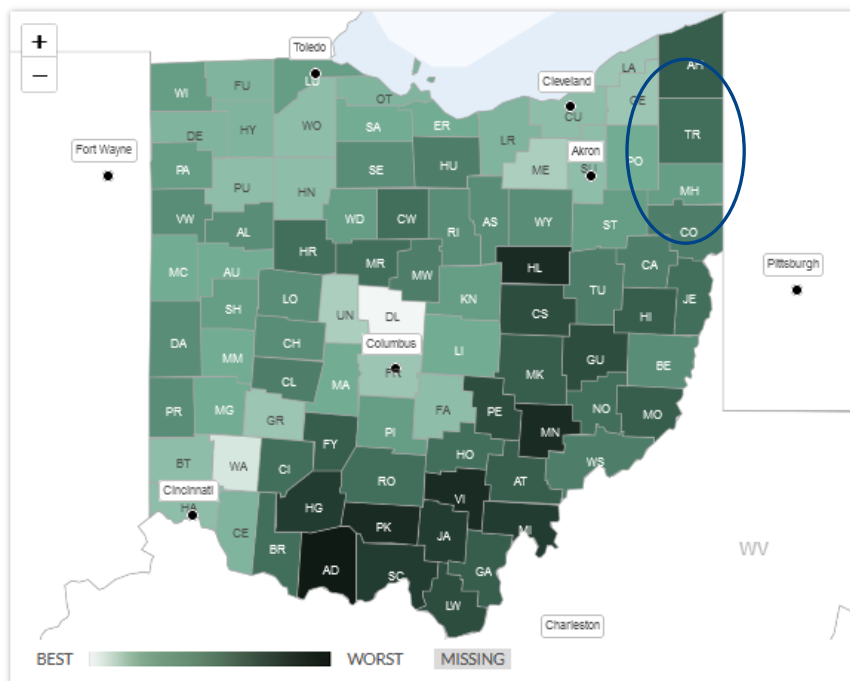 +
−
Toledo
Cleveland
Akron
Fort Wayne
Pittsburgh
Columbus
Cincinnati
Charleston
WV
WI FU LU OT LA AH
DE HY WO SA ER LR CU GE TR
PA PU HN SE HU ME SU PO MH
VW AL HR WD CW RI AS WY ST CO
MC AU MR MW HL CA
SH LO UN DL KN CS TU HI JE
DA MM CH LI MK GU BE
CL MA FR
PR MG GR FA PE NO MO
FY PI MN
BT WA CI HO WS
RO VI AT
HA CE HG PK JA MI
BR AD SC GA
LW
BEST WORST MISSING